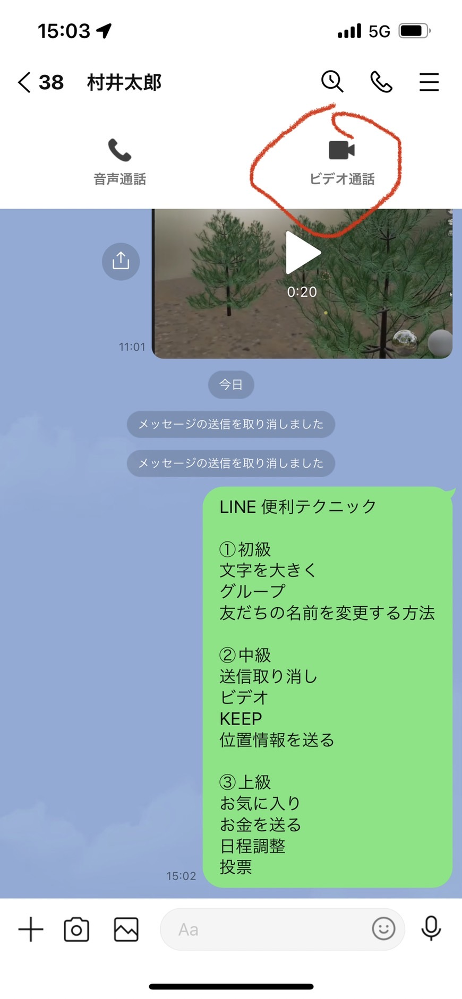 15:03 5G
38 村井太郎
音声通話 ビデオ通話
0:20
11:01
今日
メッセージの送信を取り消しました
メッセージの送信を取り消しました
LINE 便利テクニック
①初級
文字を大きく
グループ
友だちの名前を変更する方法
②中級
送信取り消し
ビデオ
KEEP
位置情報を送る
③上級
お気に入り
お金を送る
日程調整
投票
15:02
Aa